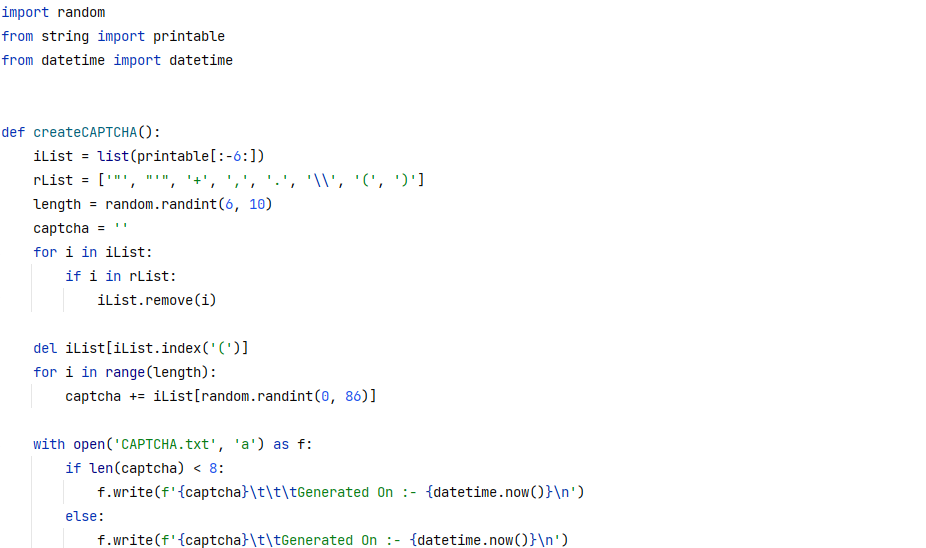 import random
from string import printable
from datetime import datetime


def createCAPTCHA():
    iList = list(printable[:-6:])
    rList = ['"', "'", '+', ',', '.', '\\', '(', ')']
    length = random.randint(6, 10)
    captcha = ''
    for i in iList:
        if i in rList:
            iList.remove(i)

    del iList[iList.index('(')]
    for i in range(length):
        captcha += iList[random.randint(0, 86)]

    with open('CAPTCHA.txt', 'a') as f:
        if len(captcha) < 8:
            f.write(f'{captcha}\t\t\tGenerated On :- {datetime.now()}\n')
        else:
            f.write(f'{captcha}\t\tGenerated On :- {datetime.now()}\n')